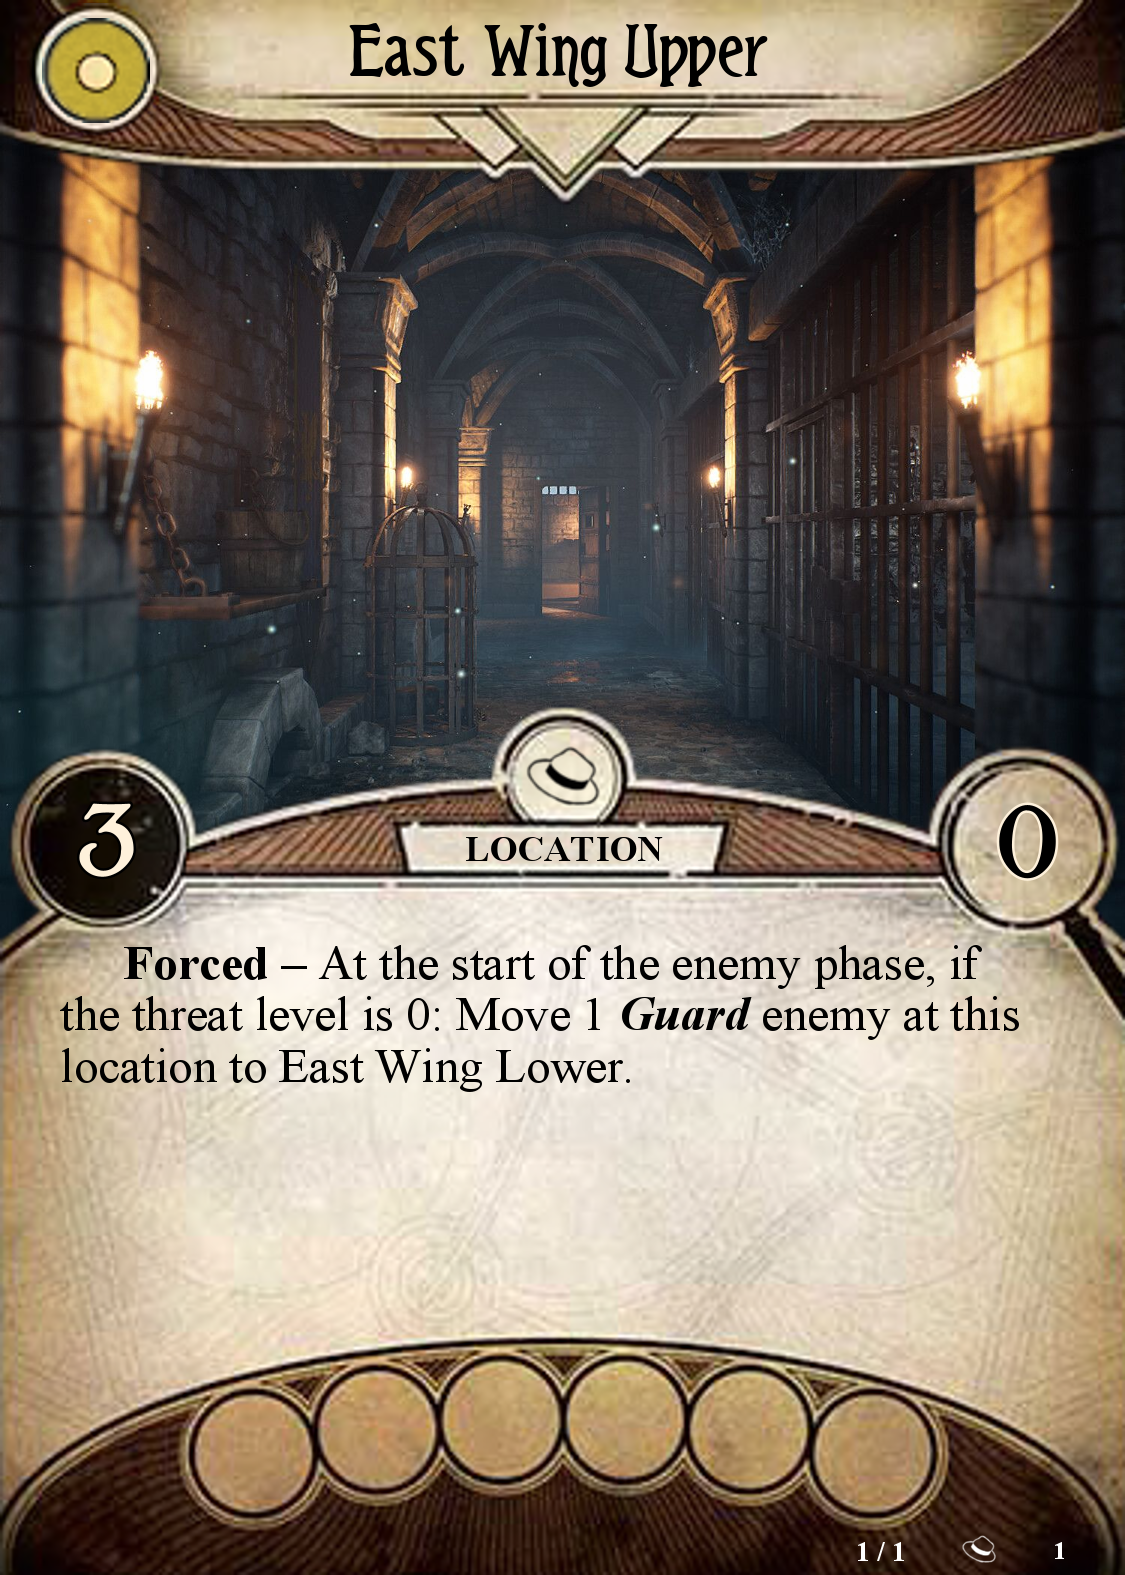 East Wing Upper
3
LOCATION
0
Forced – At the start of the enemy phase, if
the threat level is 0: Move 1 Guard enemy at this
location to East Wing Lower.
1 / 1
1